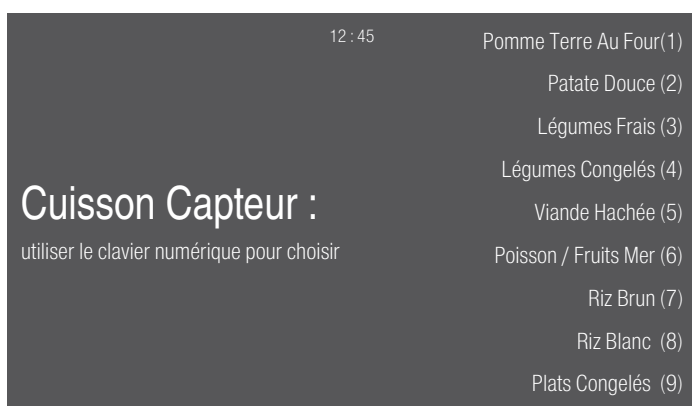 12 : 45
Cuisson Capteur :
utiliser le clavier numérique pour choisir
Pomme Terre Au Four(1)
Patate Douce (2)
Légumes Frais (3)
Légumes Congelés (4)
Viande Hachée (5)
Poisson / Fruits Mer (6)
Riz Brun (7)
Riz Blanc (8)
Plats Congelés (9)